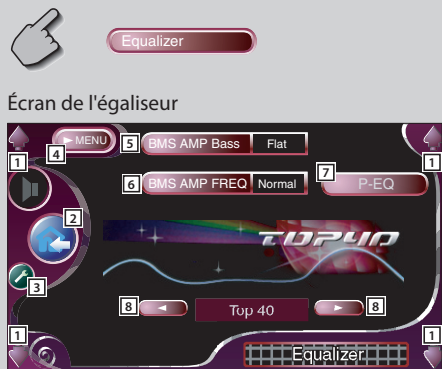 Equalizer
Écran de l'égaliseur
1
4
► MENU
5
BMS AMP Bass
Flat
1
6
BMS AMP FREQ
Normal
7
P-EQ
2
TOP40
3
8
◄
Top 40
►
8
1
Equalizer
1